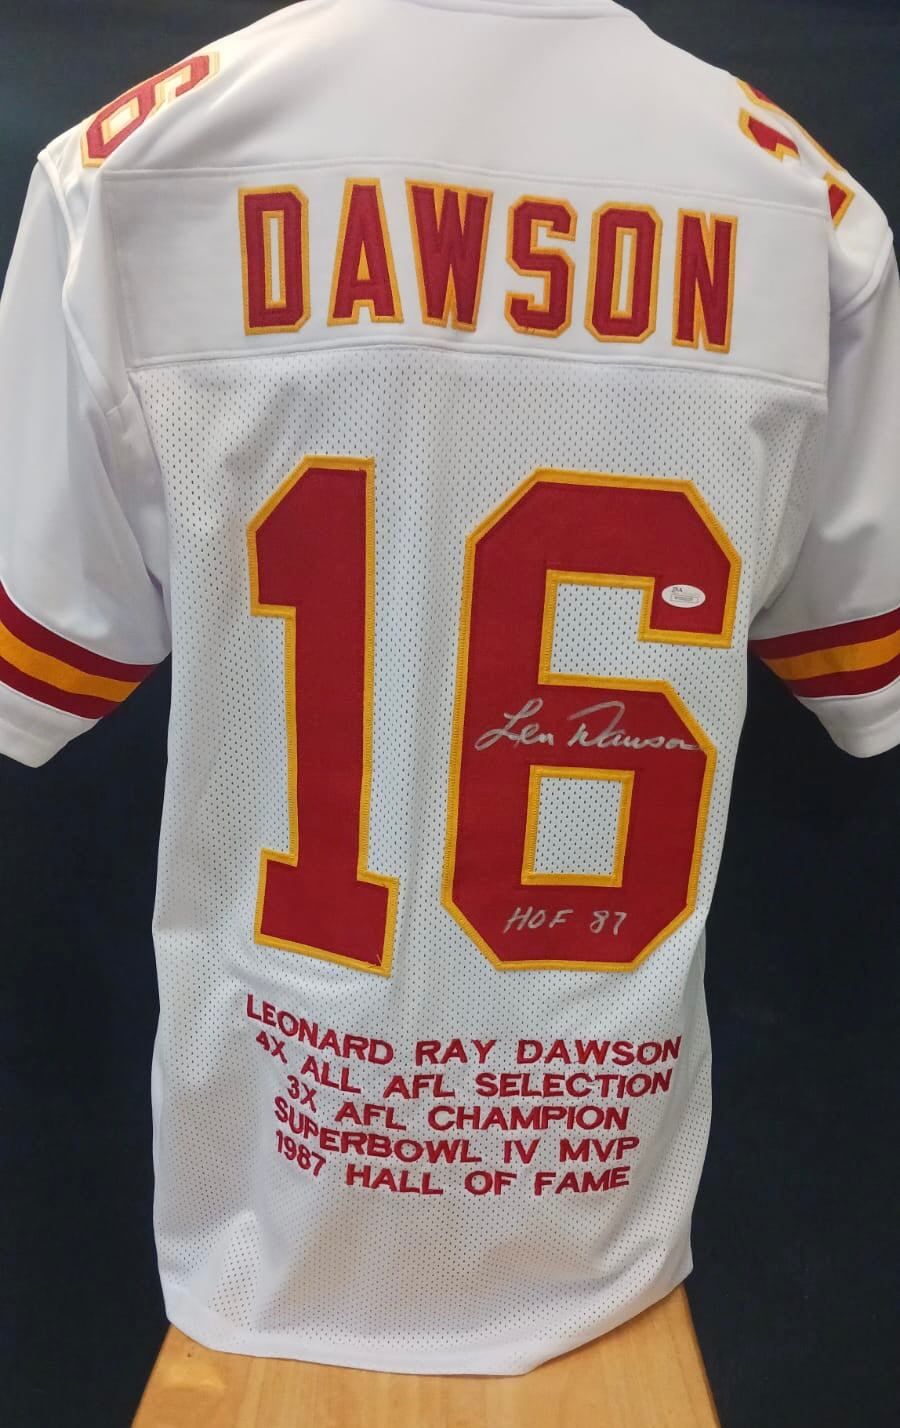 DAWSON
16
JSA
Len Dawson
HOF 87
LEONARD RAY DAWSON
4X ALL AFL SELECTION
3X AFL CHAMPION
SUPERBOWL IV MVP
1987 HALL OF FAME